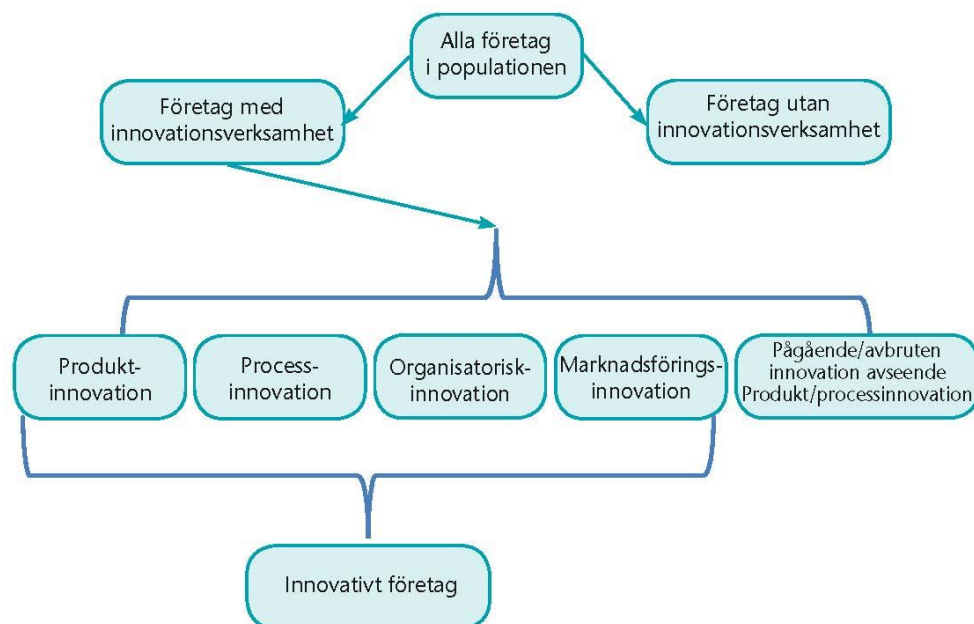 Alla företag
i populationen
Företag med
innovationsverksamhet
Företag utan
innovationsverksamhet
Produkt-
innovation
Process-
innovation
Organisatorisk-
innovation
Marknadsförings-
innovation
Pågående/avbruten
innovation avseende
Produkt/processinnovation
Innovativt företag